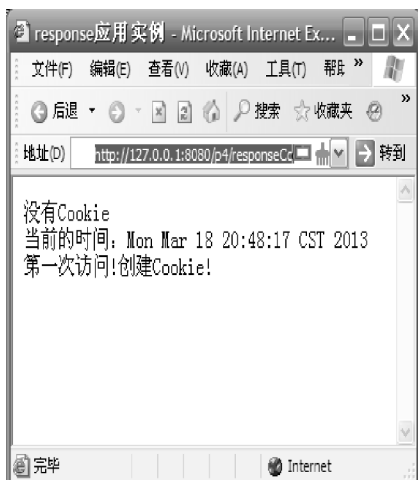 response应用实例 - Microsoft Internet Ex...
文件(F) 编辑(E) 查看(V) 收藏(A) 工具(T) »
后退 搜索 收藏夹 »
地址(D) http://127.0.0.1:8080/p4/responseCc 转到
没有Cookie
当前的时间: Mon Mar 18 20:48:17 CST 2013
第一次访问!创建Cookie!
完毕 Internet